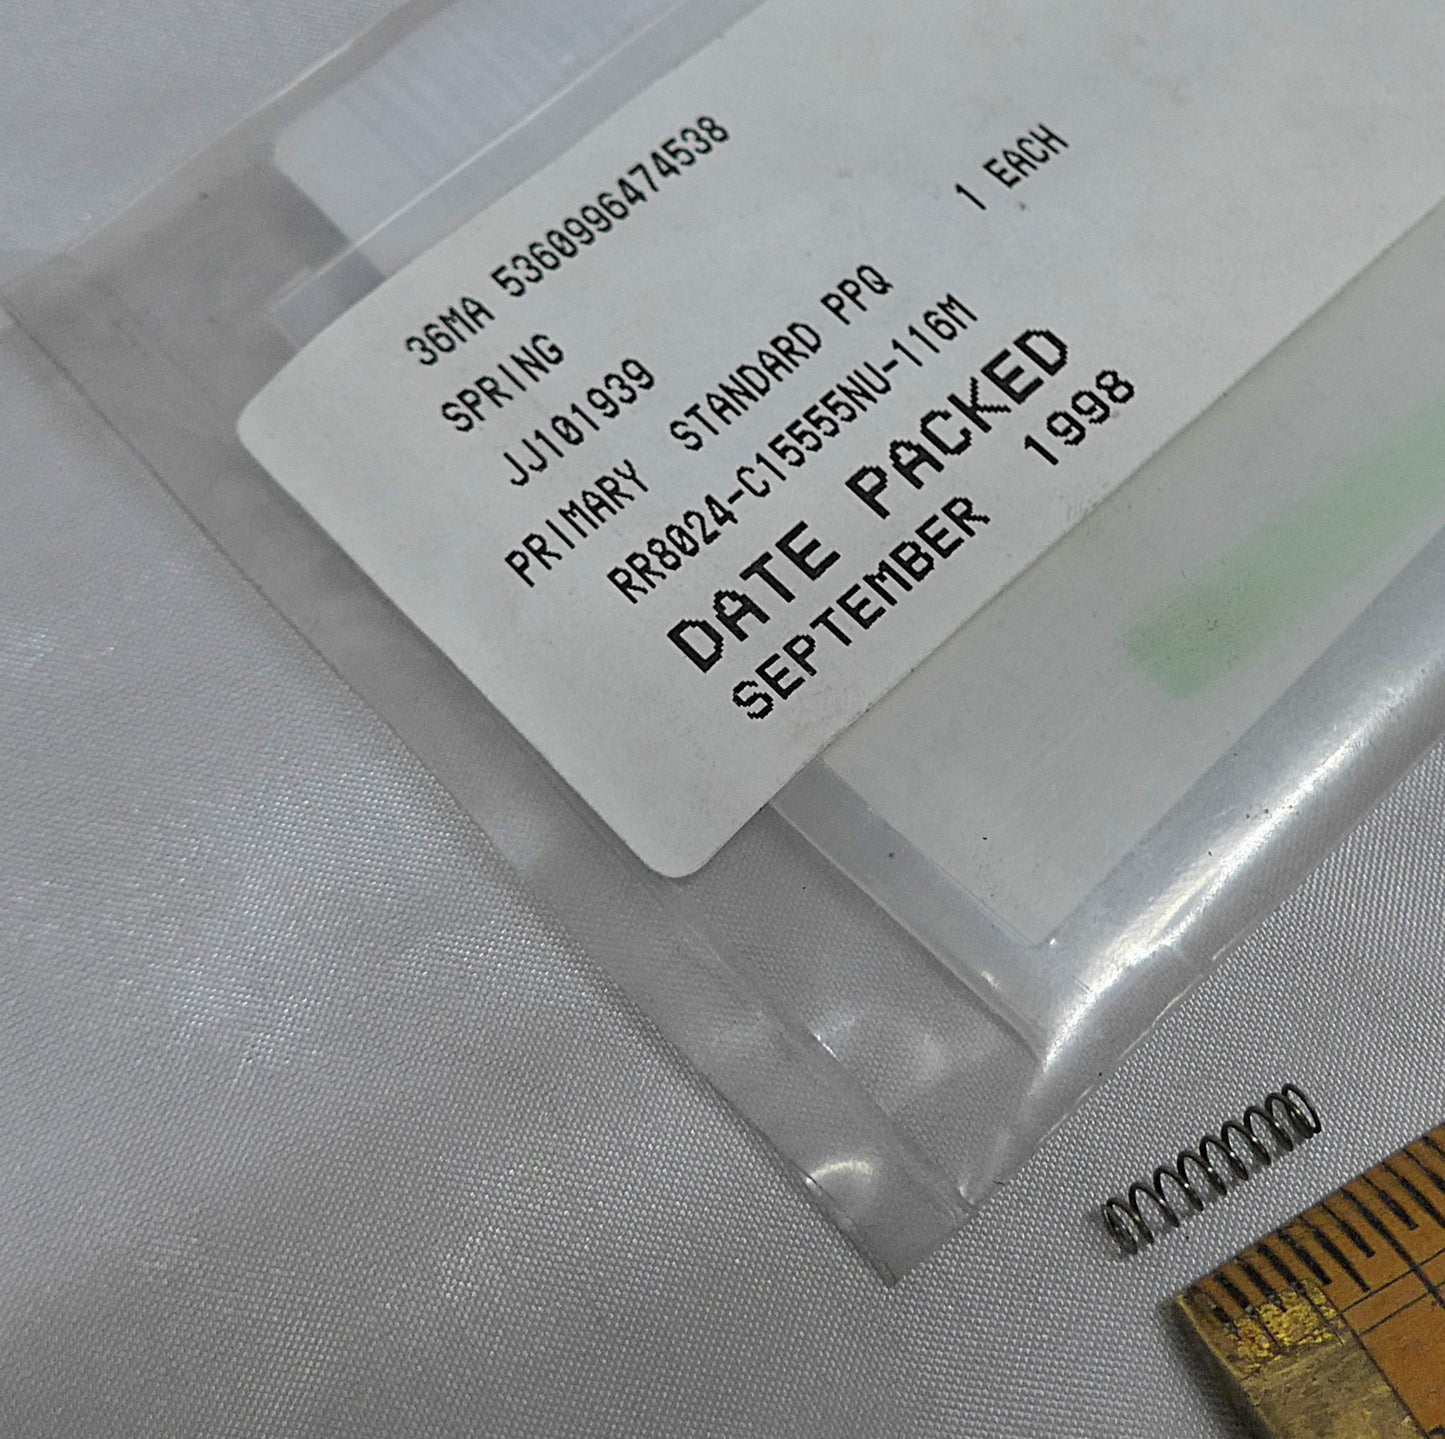 36MA 5360996474538
SPRING 1 EACH
JJ101939
PRIMARY STANDARD PPQ
RR8024-C15555NU-116M
DATE PACKED
SEPTEMBER 1998